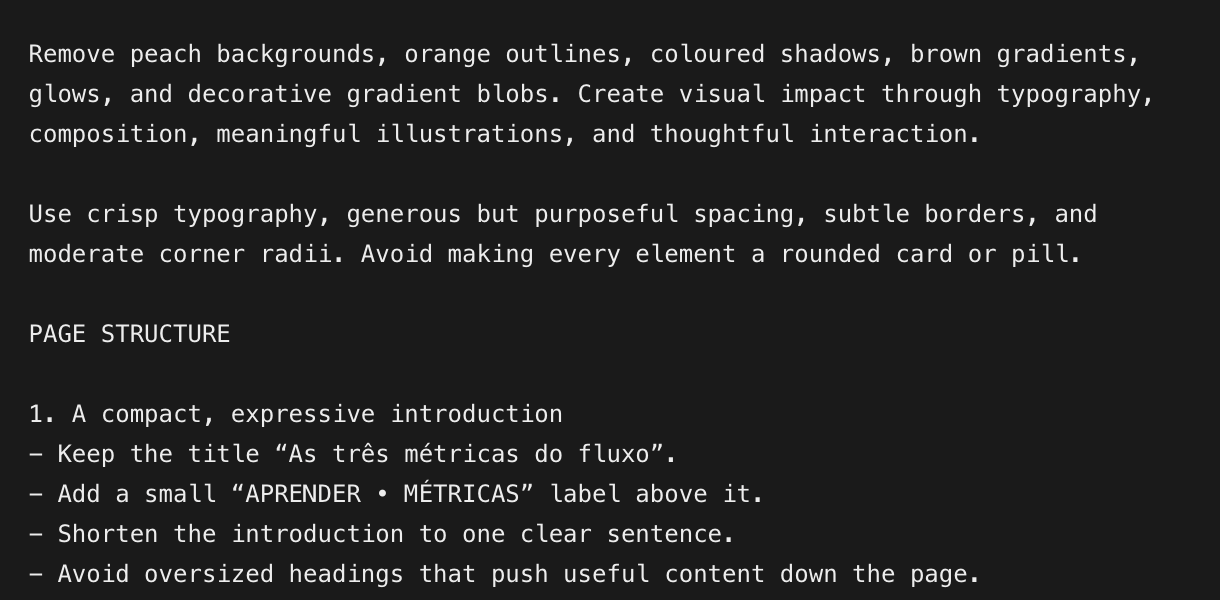 Remove peach backgrounds, orange outlines, coloured shadows, brown gradients,
glows, and decorative gradient blobs. Create visual impact through typography,
composition, meaningful illustrations, and thoughtful interaction.
Use crisp typography, generous but purposeful spacing, subtle borders, and
moderate corner radii. Avoid making every element a rounded card or pill.
PAGE STRUCTURE
1. A compact, expressive introduction
– Keep the title “As três métricas do fluxo”.
– Add a small “APRENDER • MÉTRICAS” label above it.
– Shorten the introduction to one clear sentence.
– Avoid oversized headings that push useful content down the page.